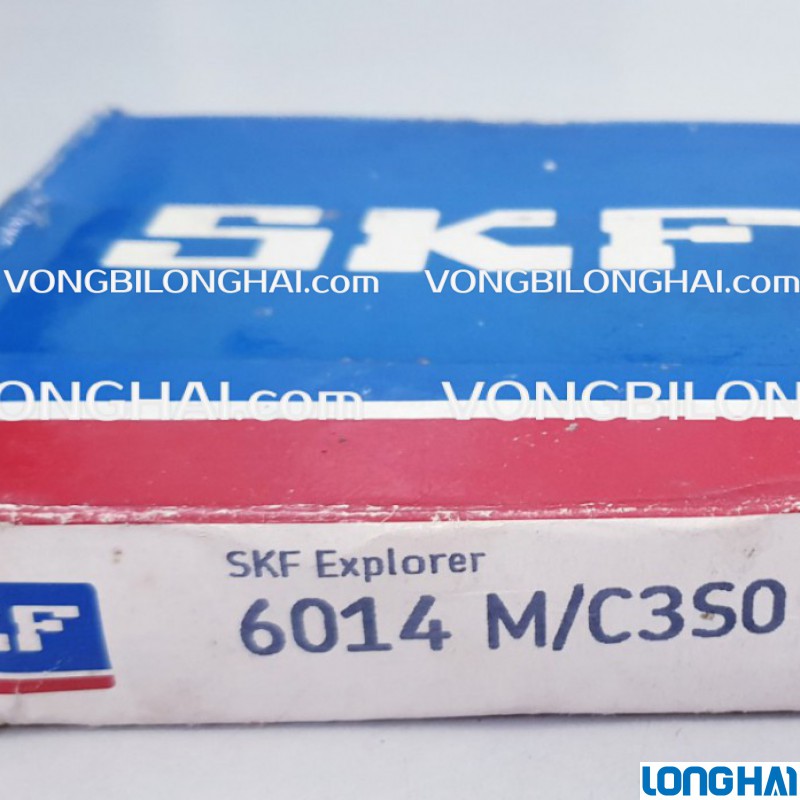 SKF
VONGBILONGHAI.com VONGBILONGHAI.com
ONGHAI.com VONGBILON
SKF Explorer
KF
6014 M/C3S0
LONGHAI